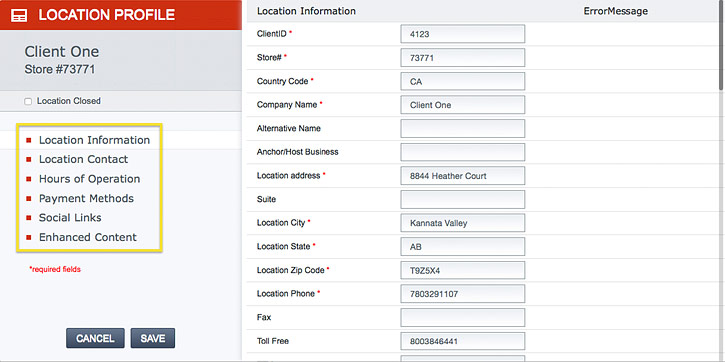 LOCATION PROFILE
Client One
Store #73771
Location Closed
Location Information
Location Contact
Hours of Operation
Payment Methods
Social Links
Enhanced Content
*required fields
CANCEL SAVE
Location Information ErrorMessage
ClientID * 4123
Store# * 73771
Country Code * CA
Company Name * Client One
Alternative Name
Anchor/Host Business
Location address * 8844 Heather Court
Suite
Location City * Kannata Valley
Location State * AB
Location Zip Code * T9Z5X4
Location Phone * 7803291107
Fax
Toll Free 8003846441